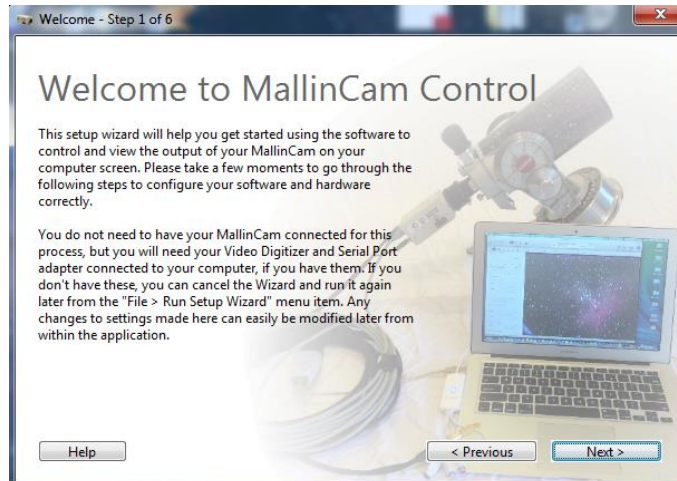 Welcome - Step 1 of 6
Welcome to MallinCam Control
This setup wizard will help you get started using the software to
control and view the output of your MallinCam on your
computer screen. Please take a few moments to go through the
following steps to configure your software and hardware
correctly.
You do not need to have your MallinCam connected for this
process, but you will need your Video Digitizer and Serial Port
adapter connected to your computer, if you have them. If you
don't have these, you can cancel the Wizard and run it again
later from the "File > Run Setup Wizard" menu item. Any
changes to settings made here can easily be modified later from
within the application.
Help
< Previous
Next >